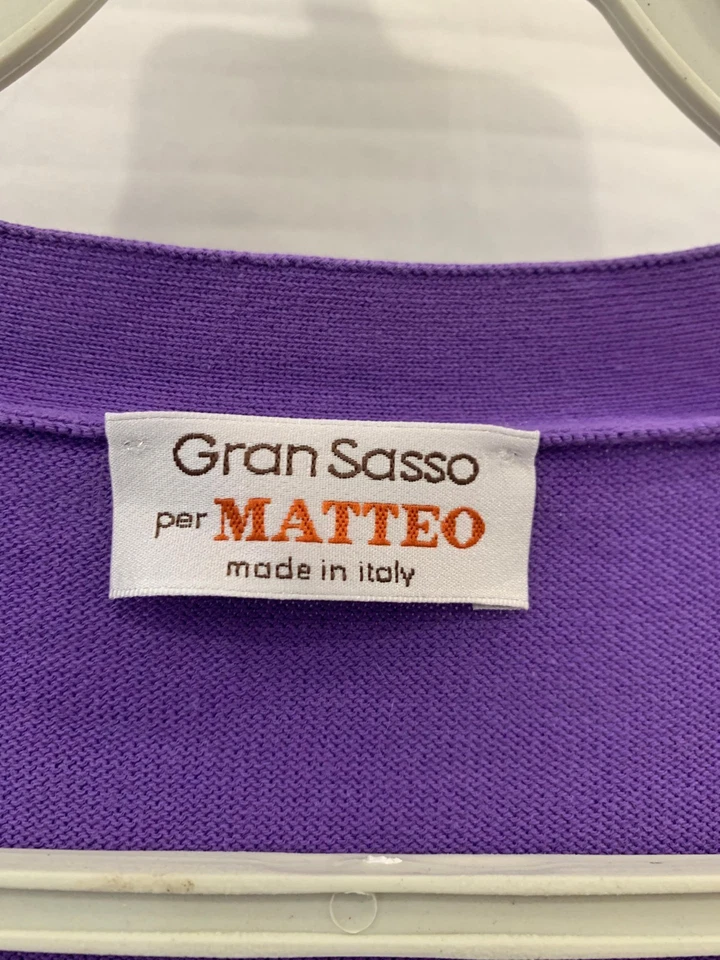 Gran Sasso
per MATTEO
made in italy